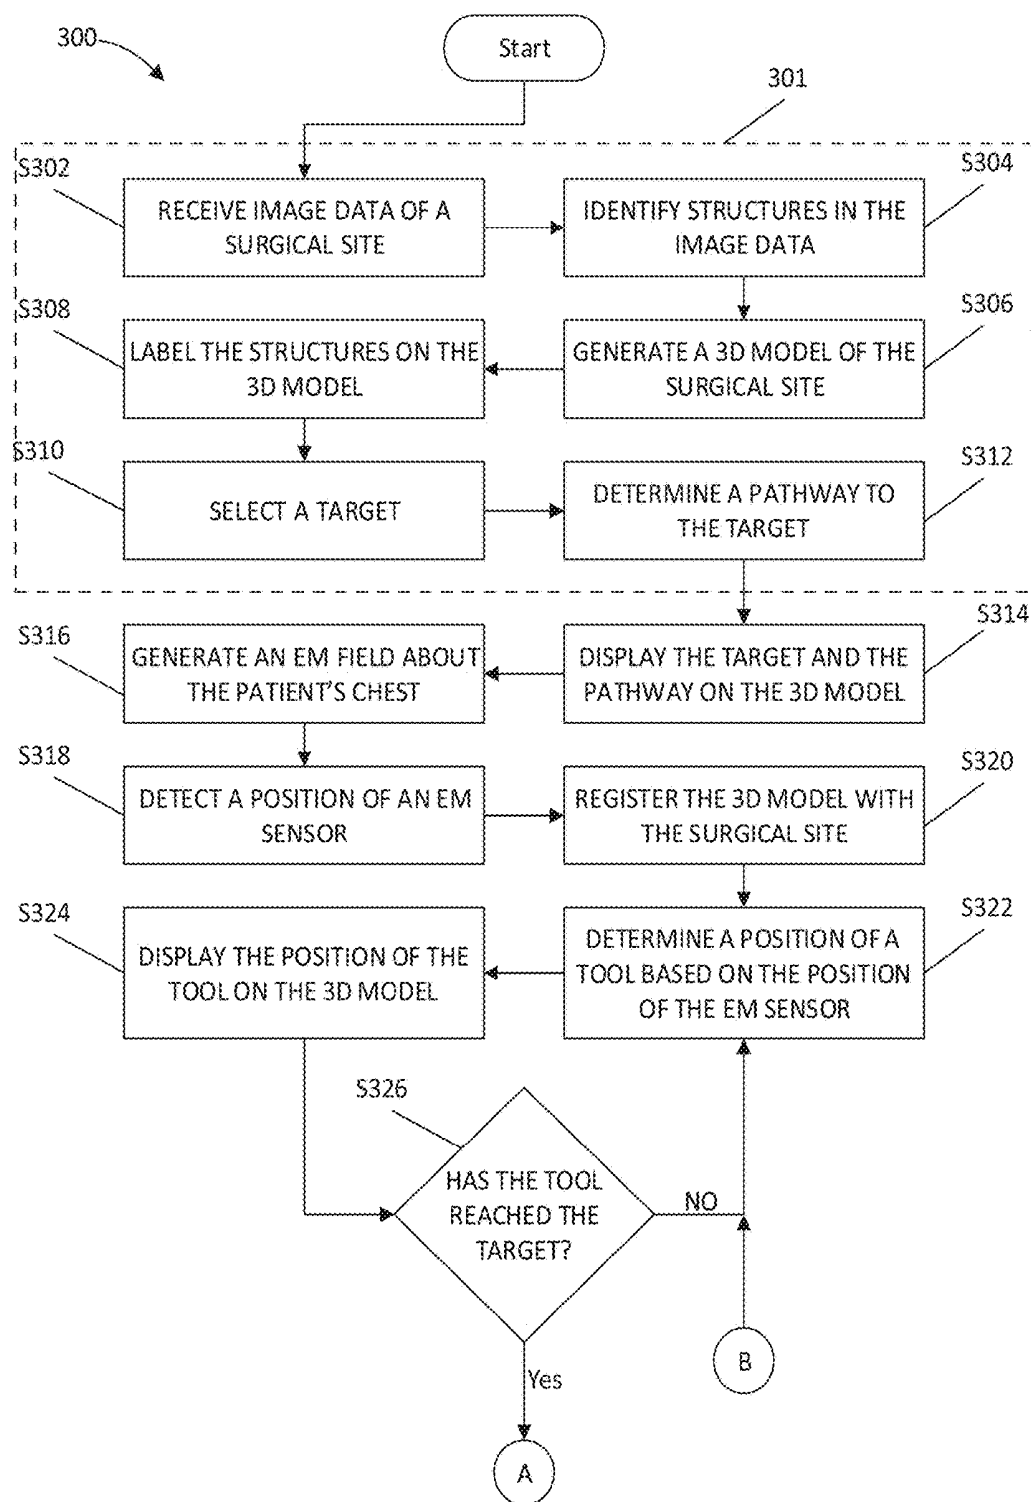 300
Start
301
S302
RECEIVE IMAGE DATA OF A
SURGICAL SITE
S304
IDENTIFY STRUCTURES IN THE
IMAGE DATA
S308
LABEL THE STRUCTURES ON THE
3D MODEL
S306
GENERATE A 3D MODEL OF THE
SURGICAL SITE
S310
SELECT A TARGET
S312
DETERMINE A PATHWAY TO
THE TARGET
S316
GENERATE AN EM FIELD ABOUT
THE PATIENT'S CHEST
S314
DISPLAY THE TARGET AND THE
PATHWAY ON THE 3D MODEL
S318
DETECT A POSITION OF AN EM
SENSOR
S320
REGISTER THE 3D MODEL WITH
THE SURGICAL SITE
S324
DISPLAY THE POSITION OF THE
TOOL ON THE 3D MODEL
S322
DETERMINE A POSITION OF A
TOOL BASED ON THE POSITION
OF THE EM SENSOR
S326
HAS THE TOOL
REACHED THE
TARGET?
NO
B
Yes
A